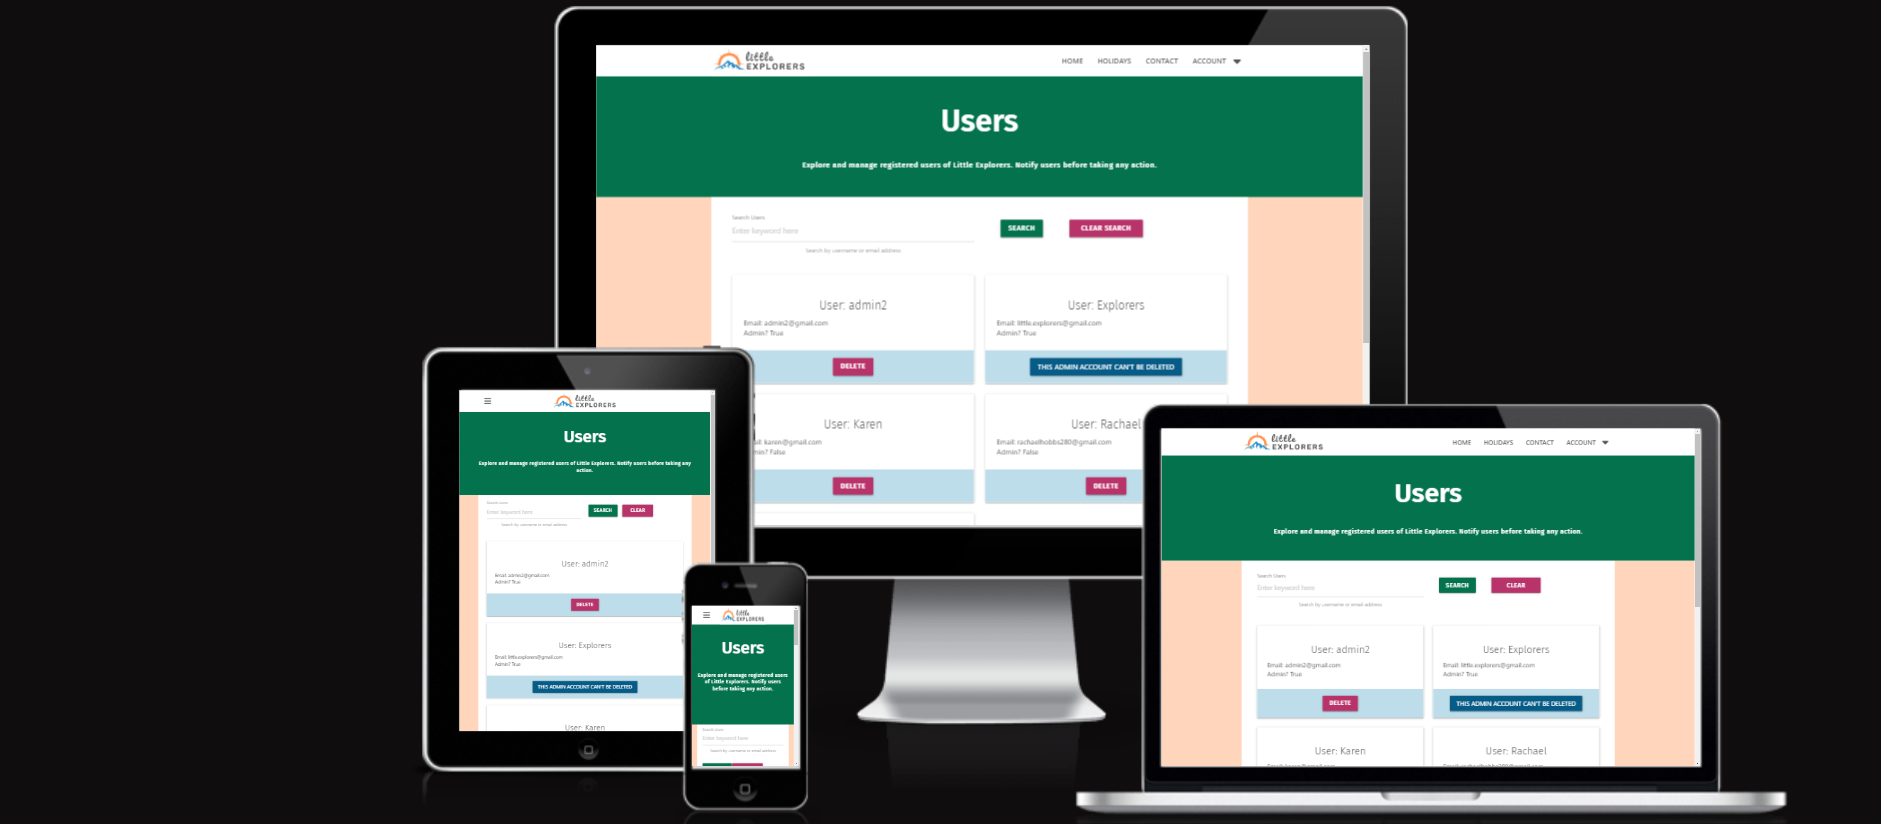 little
EXPLORERS
HOME HOLIDAYS CONTACT ACCOUNT
Users
Explore and manage registered users of Little Explorers. Notify users before taking any action.
Search Users
Enter keyword here
SEARCH CLEAR SEARCH
Search by username or email address
User: admin2 User: Explorers
Email: admin2@gmail.com Email: little.explorers@gmail.com
Admin? True Admin? True
DELETE THIS ADMIN ACCOUNT CAN'T BE DELETED
User: Karen User: Rachael
karen@gmail.com Email: rachaelhobbs280@gmail.com
False Admin? False
DELETE DELETE
little
EXPLORERS
Users
Explore and manage registered users of Little Explorers. Notify users before taking any
action.
Search Users
Enter keyword here
SEARCH CLEAR
Search by username or email address
User: admin2
Email: admin2@gmail.com
Admin? True
DELETE
User: Explorers
Email: little.explorers@gmail.com
Admin? True
THIS ADMIN ACCOUNT CAN'T BE DELETED
User: Karen
little
EXPLORERS
Users
Explore and manage registered users
of Little Explorers. Notify users
before taking any action.
Search Users
Enter keyword here
Search by username or email address
little
EXPLORERS
HOME HOLIDAYS CONTACT ACCOUNT
Users
Explore and manage registered users of Little Explorers. Notify users before taking any action.
Search Users
Enter keyword here
SEARCH CLEAR
Search by username or email address
User: admin2 User: Explorers
Email: admin2@gmail.com Email: little.explorers@gmail.com
Admin? True Admin? True
DELETE THIS ADMIN ACCOUNT CAN'T BE DELETED
User: Karen User: Rachael